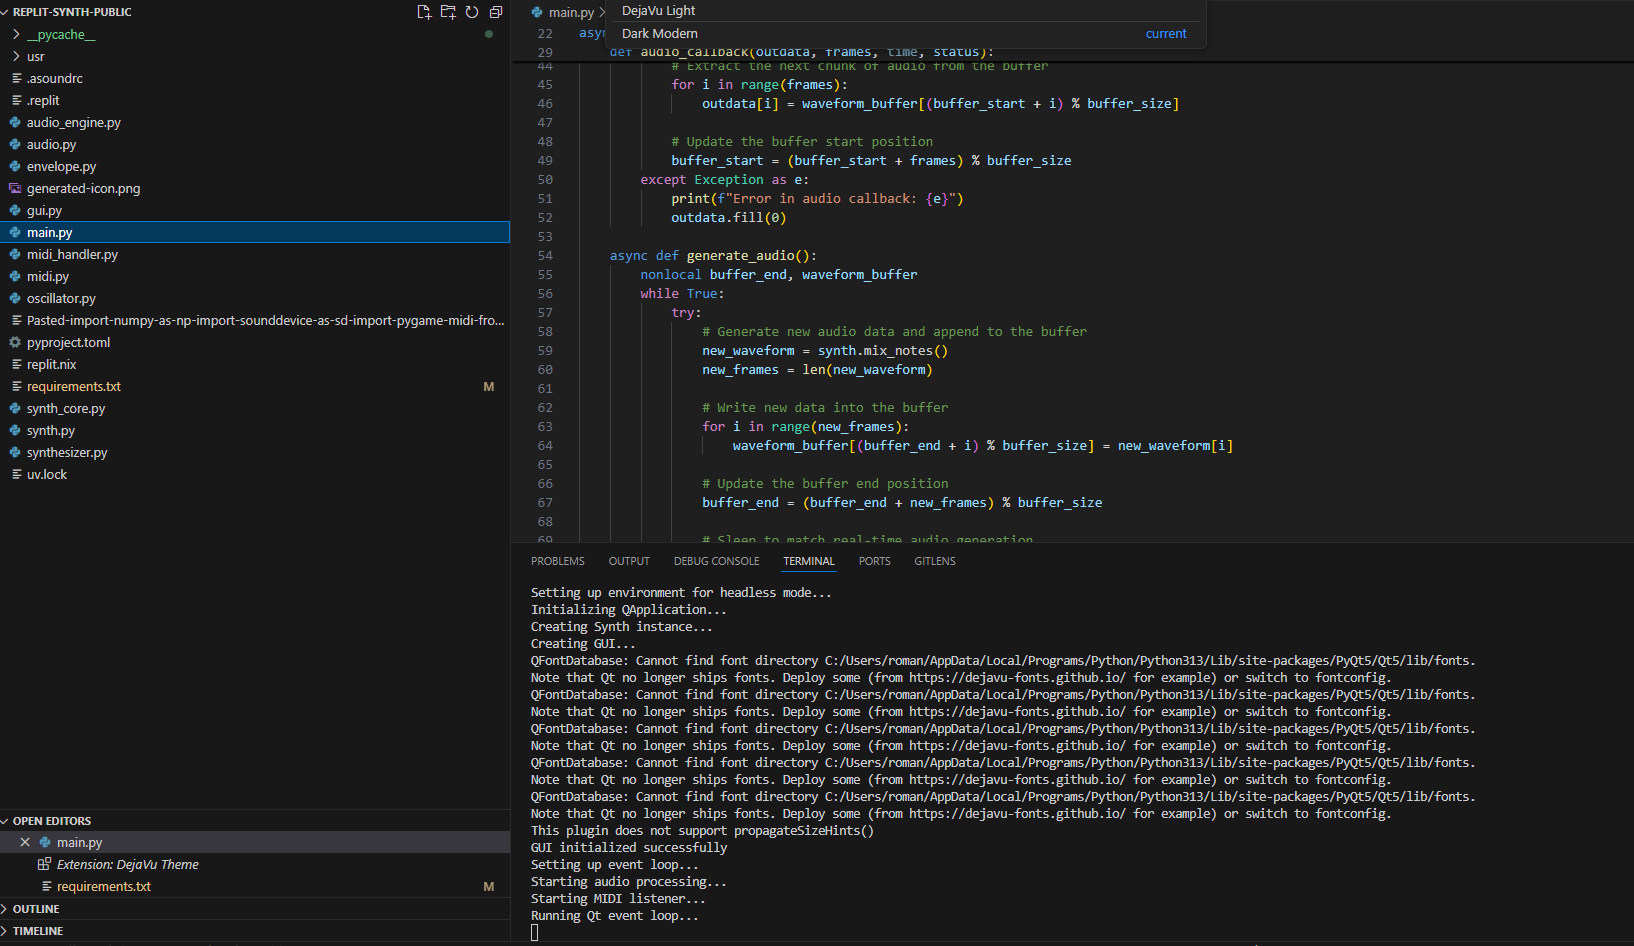 REPLIT-SYNTH-PUBLIC
__pycache__
usr
.asoundrc
.replit
audio_engine.py
audio.py
envelope.py
generated-icon.png
gui.py
main.py
midi_handler.py
midi.py
oscillator.py
Pasted-import-numpy-as-np-import-sounddevice-as-sd-import-pygame-midi-fro...
pyproject.toml
replit.nix
requirements.txt M
synth_core.py
synth.py
synthesizer.py
uv.lock
OPEN EDITORS
main.py
Extension: DejaVu Theme
requirements.txt M
OUTLINE
TIMELINE
main.py
DejaVu Light
Dark Modern current
22 asyn
29 def audio_callback(outdata, frames, time, status):
44 # Extract the next chunk of audio from the buffer
45 for i in range(frames):
46 outdata[i] = waveform_buffer[(buffer_start + i) % buffer_size]
47
48 # Update the buffer start position
49 buffer_start = (buffer_start + frames) % buffer_size
50 except Exception as e:
51 print(f"Error in audio callback: {e}")
52 outdata.fill(0)
53
54 async def generate_audio():
55 nonlocal buffer_end, waveform_buffer
56 while True:
57 try:
58 # Generate new audio data and append to the buffer
59 new_waveform = synth.mix_notes()
60 new_frames = len(new_waveform)
61
62 # Write new data into the buffer
63 for i in range(new_frames):
64 waveform_buffer[(buffer_end + i) % buffer_size] = new_waveform[i]
65
66 # Update the buffer end position
67 buffer_end = (buffer_end + new_frames) % buffer_size
68
69 # Sleep to match real-time audio generation
PROBLEMS OUTPUT DEBUG CONSOLE TERMINAL PORTS GITLENS
Setting up environment for headless mode...
Initializing QApplication...
Creating Synth instance...
Creating GUI...
QFontDatabase: Cannot find font directory C:/Users/roman/AppData/Local/Programs/Python/Python313/Lib/site-packages/PyQt5/Qt5/lib/fonts.
Note that Qt no longer ships fonts. Deploy some (from https://dejavu-fonts.github.io/ for example) or switch to fontconfig.
QFontDatabase: Cannot find font directory C:/Users/roman/AppData/Local/Programs/Python/Python313/Lib/site-packages/PyQt5/Qt5/lib/fonts.
Note that Qt no longer ships fonts. Deploy some (from https://dejavu-fonts.github.io/ for example) or switch to fontconfig.
QFontDatabase: Cannot find font directory C:/Users/roman/AppData/Local/Programs/Python/Python313/Lib/site-packages/PyQt5/Qt5/lib/fonts.
Note that Qt no longer ships fonts. Deploy some (from https://dejavu-fonts.github.io/ for example) or switch to fontconfig.
QFontDatabase: Cannot find font directory C:/Users/roman/AppData/Local/Programs/Python/Python313/Lib/site-packages/PyQt5/Qt5/lib/fonts.
Note that Qt no longer ships fonts. Deploy some (from https://dejavu-fonts.github.io/ for example) or switch to fontconfig.
QFontDatabase: Cannot find font directory C:/Users/roman/AppData/Local/Programs/Python/Python313/Lib/site-packages/PyQt5/Qt5/lib/fonts.
Note that Qt no longer ships fonts. Deploy some (from https://dejavu-fonts.github.io/ for example) or switch to fontconfig.
This plugin does not support propagateSizeHints()
GUI initialized successfully
Setting up event loop...
Starting audio processing...
Starting MIDI listener...
Running Qt event loop...